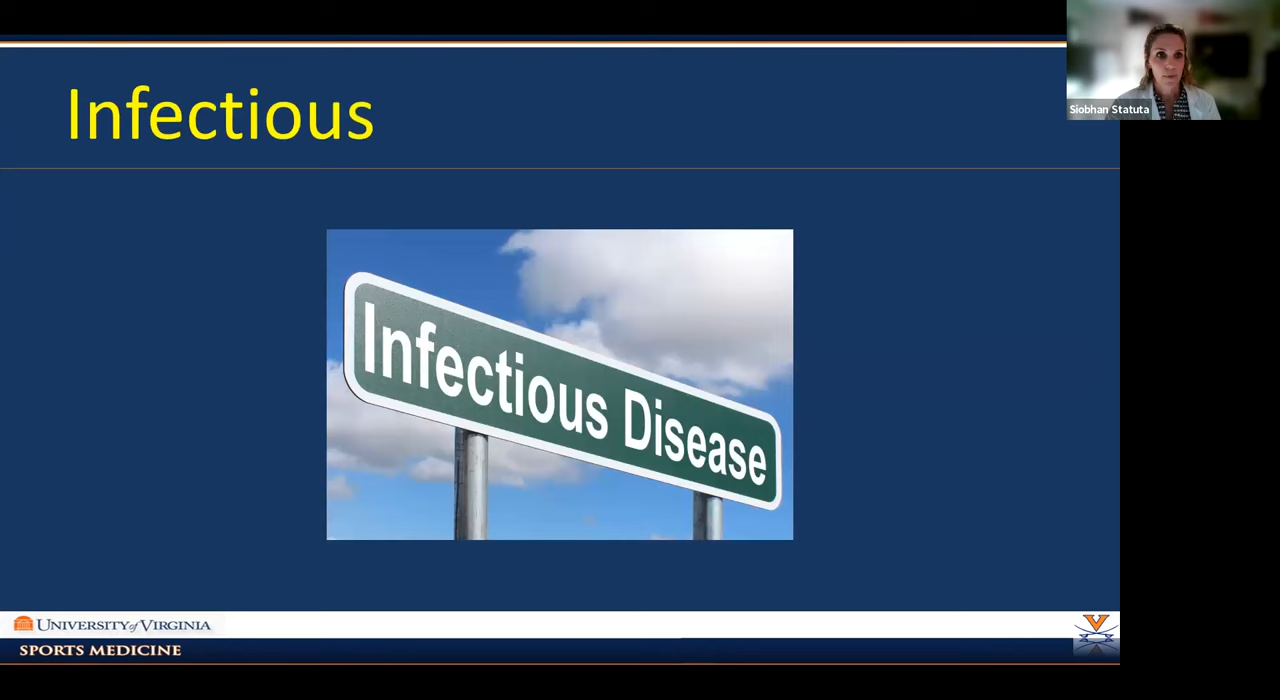 Infectious
Siobhan Statuta
Infectious Disease
UNIVERSITY of VIRGINIA
SPORTS MEDICINE